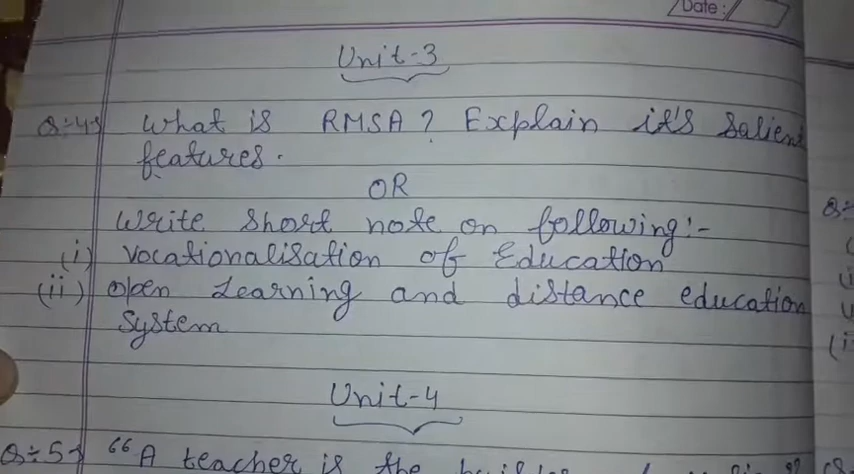 Date:
Unit-3
Q÷4→ What is RMSA? Explain it's Salient
features.
OR
Write Short note on following:-
(i) Vocationalisation of Education
(ii) Open Learning and distance education
System
Unit-4
Q÷5→ "A teacher is the